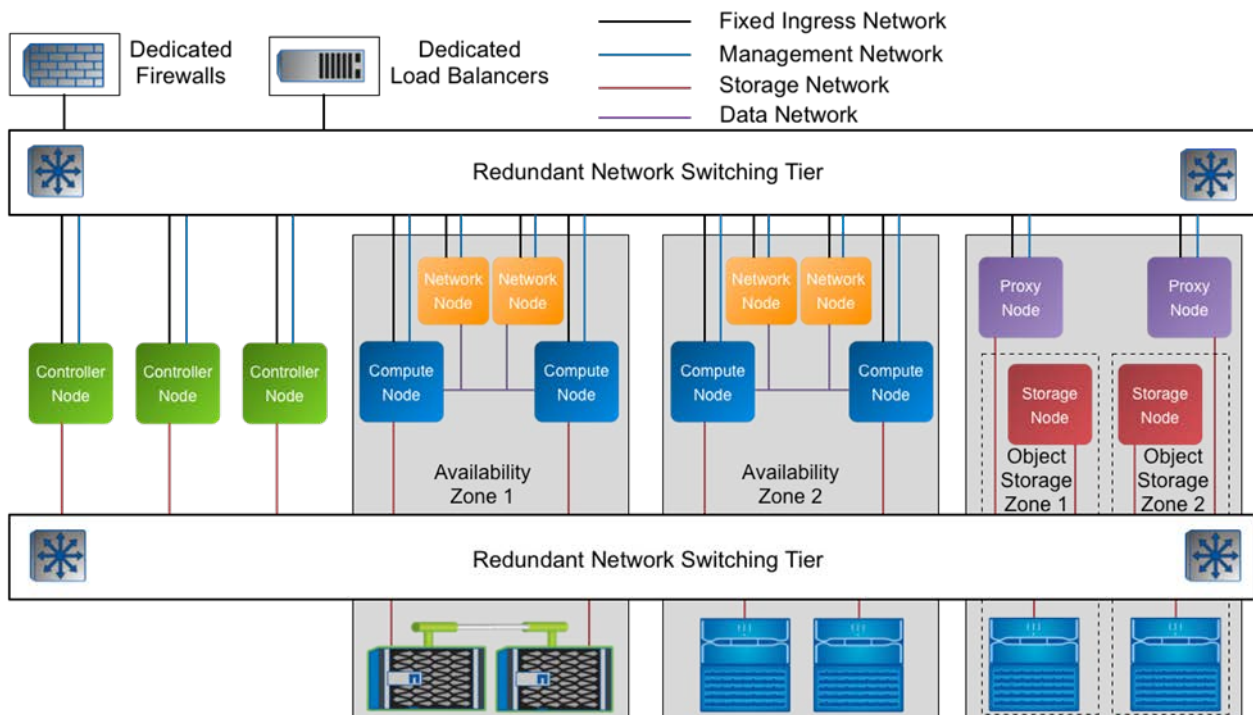 Dedicated
Firewalls
Dedicated
Load Balancers
Fixed Ingress Network
Management Network
Storage Network
Data Network
Redundant Network Switching Tier
Network
Node
Network
Node
Network
Node
Network
Node
Proxy
Node
Proxy
Node
Controller
Node
Controller
Node
Controller
Node
Compute
Node
Compute
Node
Compute
Node
Compute
Node
Storage
Node
Storage
Node
Availability
Zone 1
Availability
Zone 2
Object
Storage
Zone 1
Object
Storage
Zone 2
Redundant Network Switching Tier